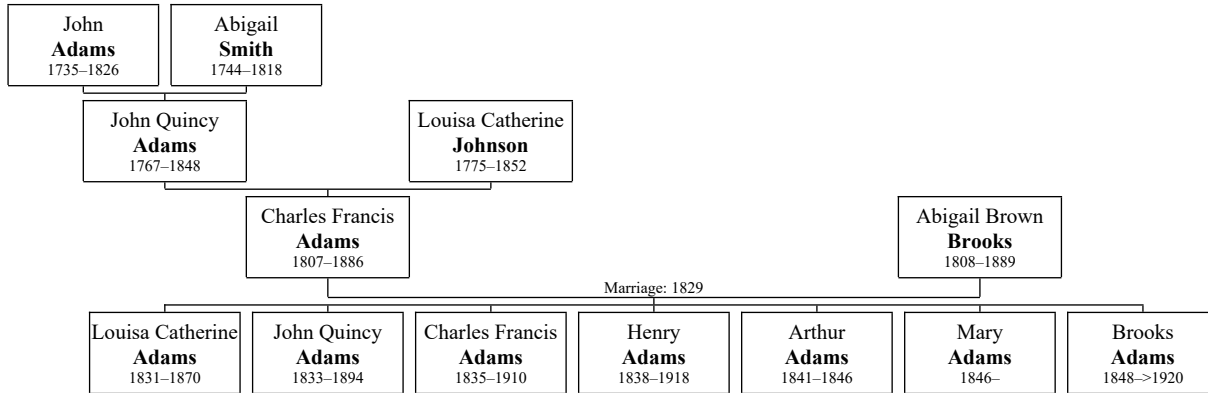 John
Adams
1735–1826
Abigail
Smith
1744–1818
John Quincy
Adams
1767–1848
Louisa Catherine
Johnson
1775–1852
Charles Francis
Adams
1807–1886
Abigail Brown
Brooks
1808–1889
Marriage: 1829
Louisa Catherine
Adams
1831–1870
John Quincy
Adams
1833–1894
Charles Francis
Adams
1835–1910
Henry
Adams
1838–1918
Arthur
Adams
1841–1846
Mary
Adams
1846–
Brooks
Adams
1848–>1920